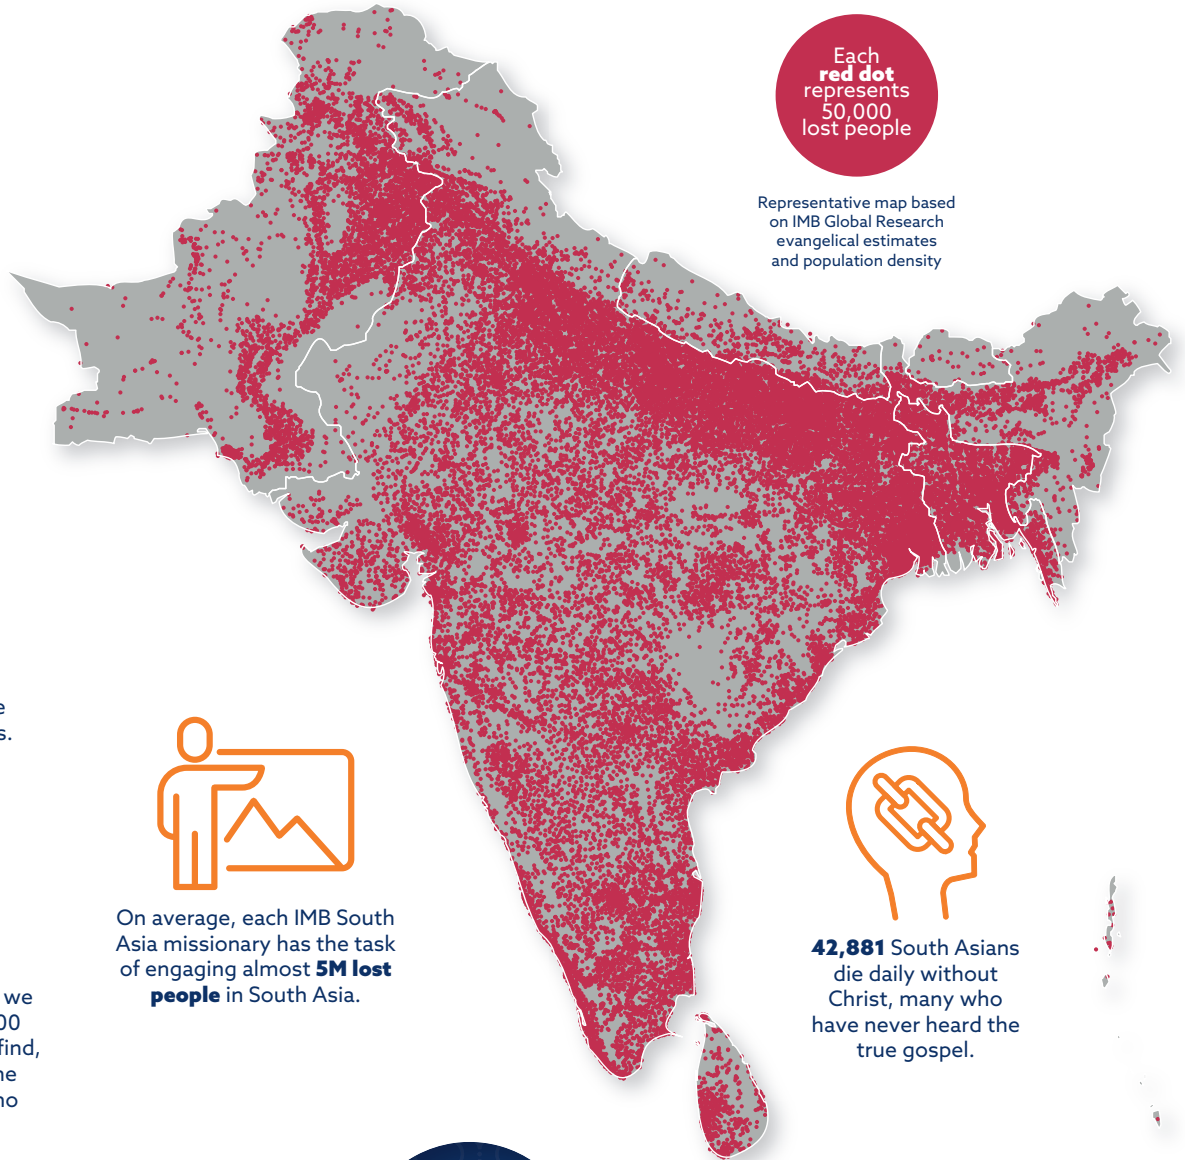 Each
red dot
represents
50,000
lost people
Representative map based
on IMB Global Research
evangelical estimates
and population density
On average, each IMB South
Asia missionary has the task
of engaging almost 5M lost
people in South Asia.
42,881 South Asians
die daily without
Christ, many who
have never heard the
true gospel.
we
find,